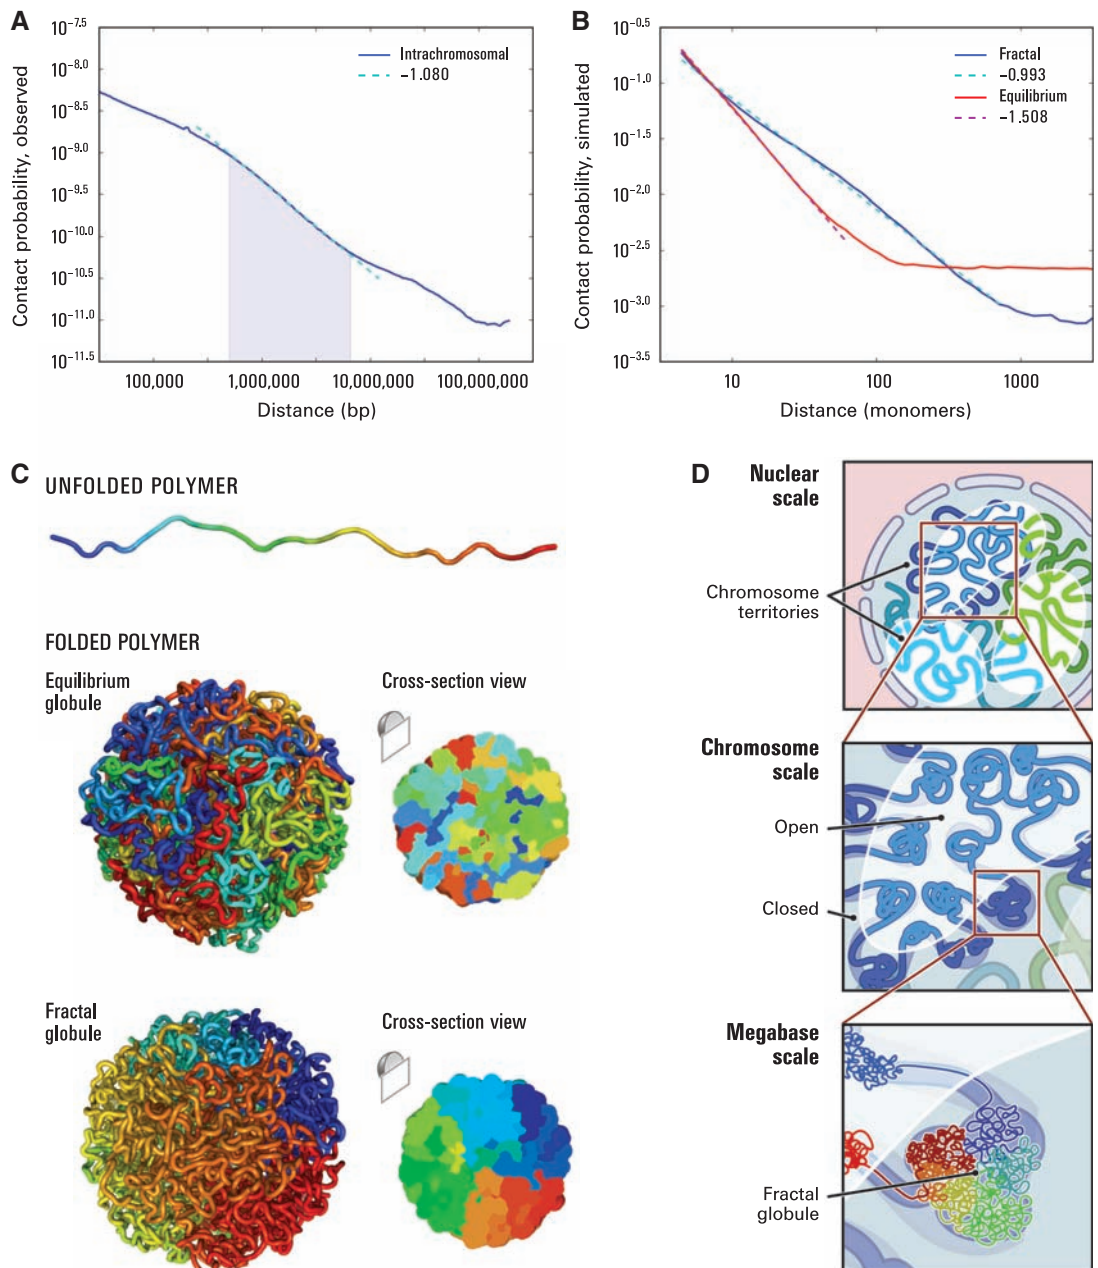 A
Contact probability, observed
10^−7.5
10^−8.0
10^−8.5
10^−9.0
10^−9.5
10^−10.0
10^−10.5
10^−11.0
10^−11.5
Intrachromosomal
−1.080
100,000
1,000,000
10,000,000
100,000,000
Distance (bp)
B
Contact probability, simulated
10^−0.5
10^−1.0
10^−1.5
10^−2.0
10^−2.5
10^−3.0
10^−3.5
Fractal
−0.993
Equilibrium
−1.508
10
100
1000
Distance (monomers)
C
UNFOLDED POLYMER
FOLDED POLYMER
Equilibrium
globule
Cross-section view
Fractal
globule
Cross-section view
D
Nuclear
scale
Chromosome
territories
Chromosome
scale
Open
Closed
Megabase
scale
Fractal
globule